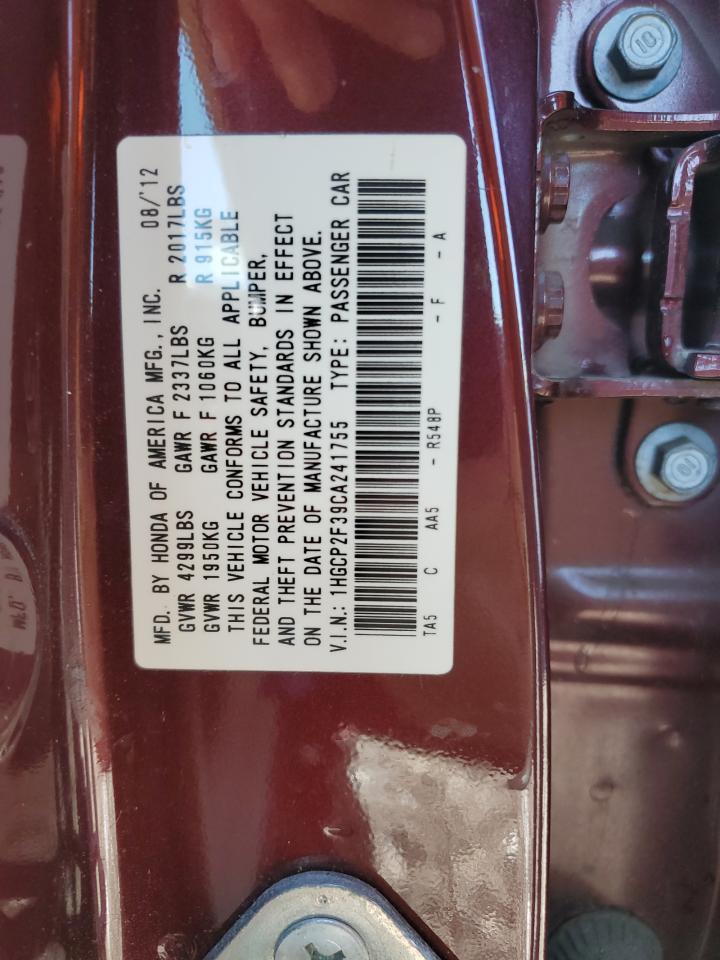 MFD. BY HONDA OF AMERICA MFG., INC. 08/'12
GVWR 4299LBS GAWR F 2337LBS R 2017LBS
GVWR 1950KG GAWR F 1060KG R 915KG
THIS VEHICLE CONFORMS TO ALL APPLICABLE
FEDERAL MOTOR VEHICLE SAFETY, BUMPER,
AND THEFT PREVENTION STANDARDS IN EFFECT
ON THE DATE OF MANUFACTURE SHOWN ABOVE.
V.I.N.: 1HGCP2F39CA241755 TYPE: PASSENGER CAR
TA5 C AA5 - R548P - F - A
10
10